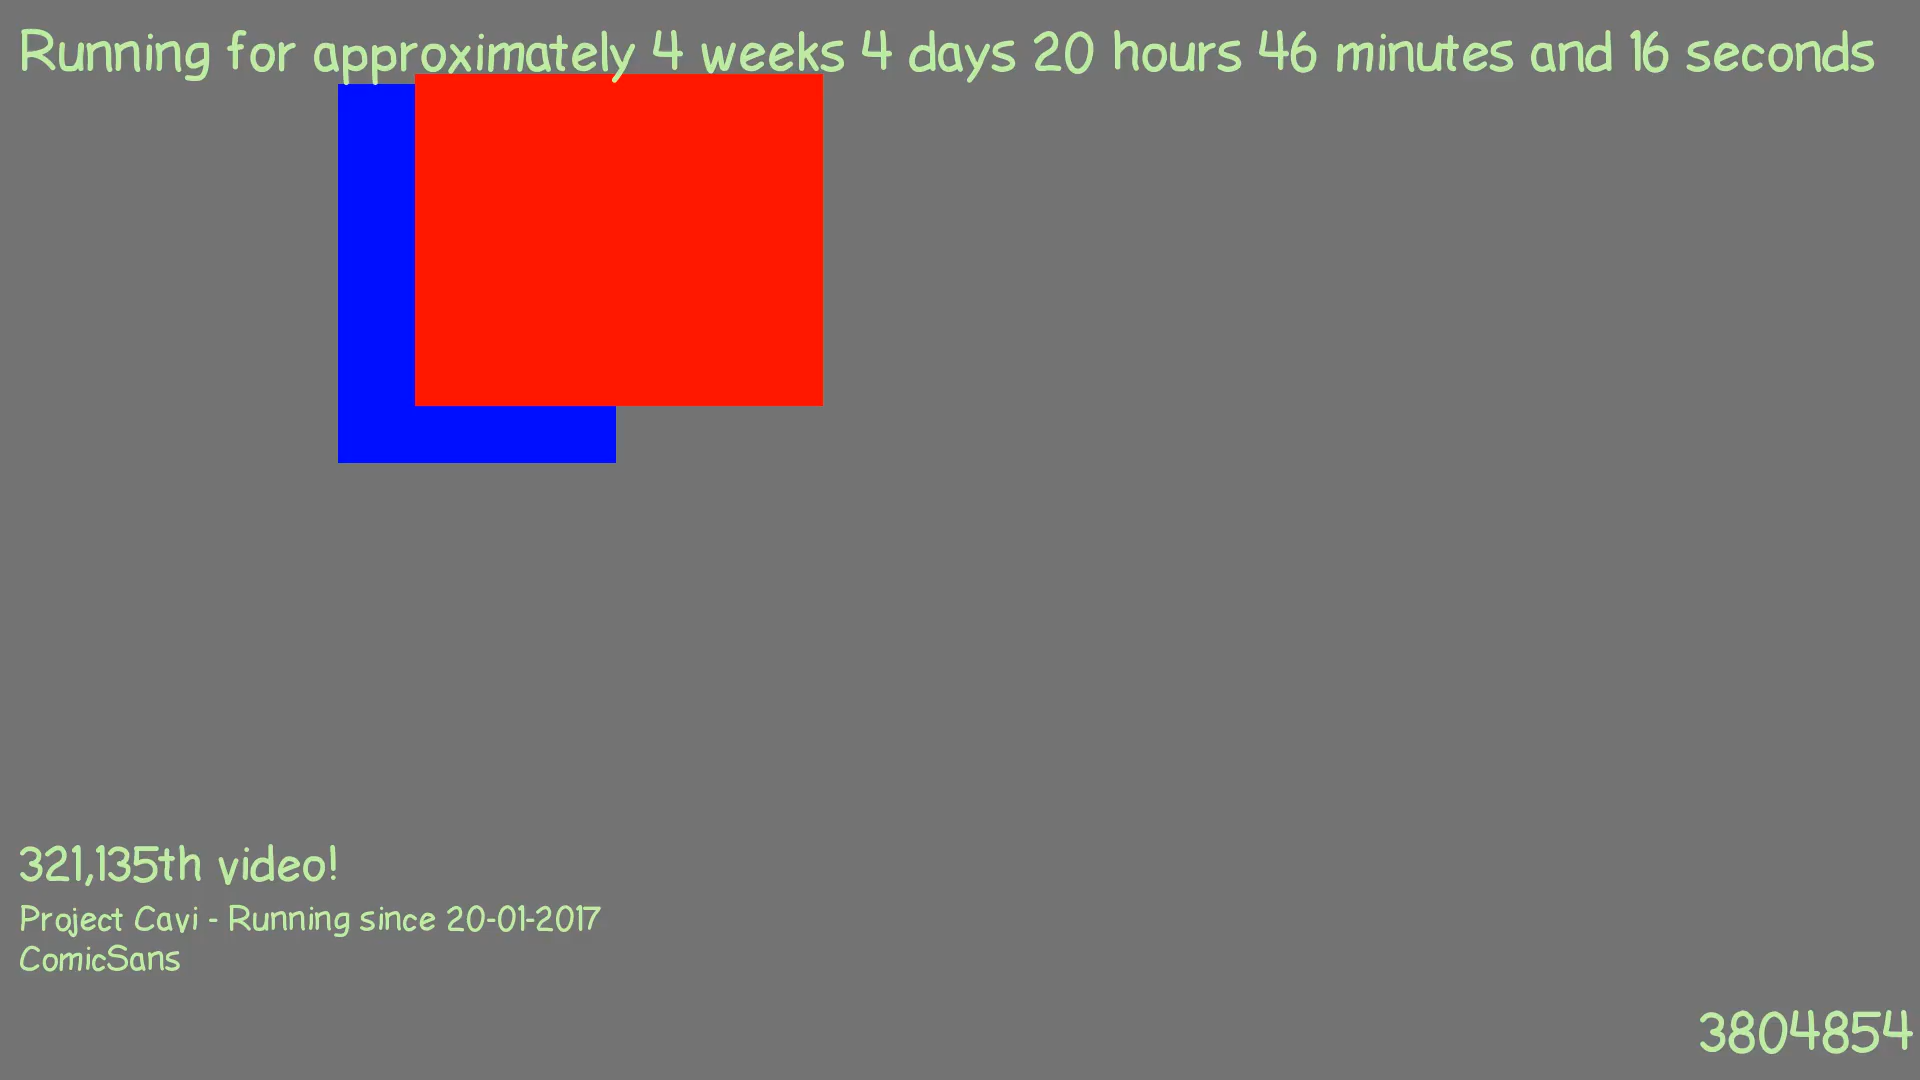 Running for approximately 4 weeks 4 days 20 hours 46 minutes and 16 seconds
321,135th video!
Project Cavi - Running since 20-01-2017
ComicSans
3804854